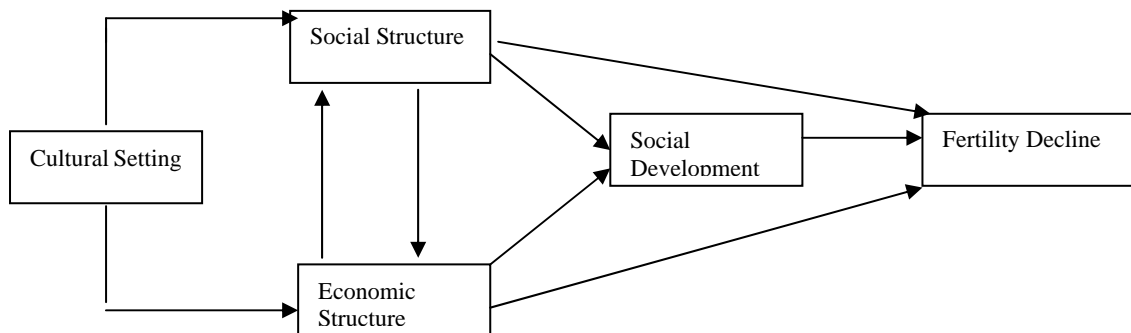 Social Structure
Cultural Setting
Social
Development
Fertility Decline
Economic
Structure